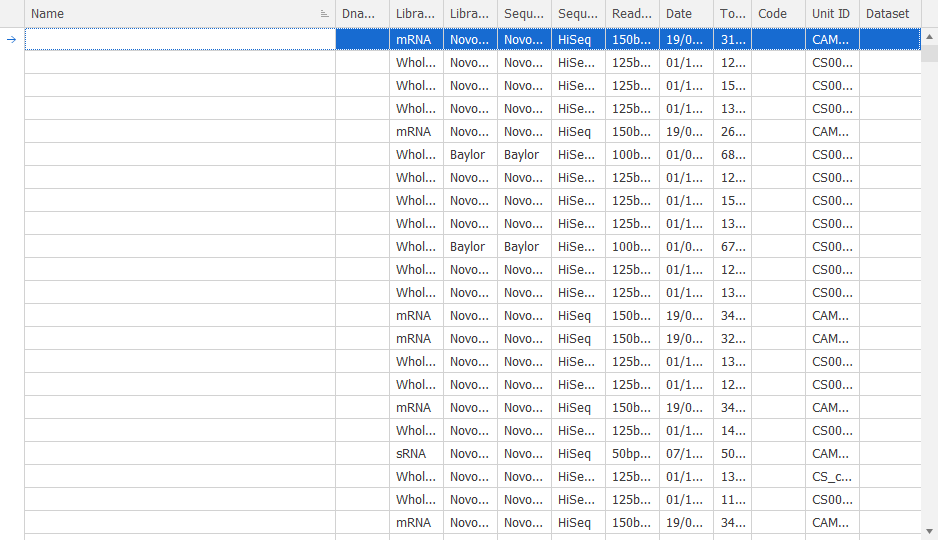 Name Dna... Libra... Libra... Sequ... Sequ... Read... Date To... Code Unit ID Dataset
mRNA Novo... Novo... HiSeq 150b... 19/0... 31... CAM...
Whol... Novo... Novo... HiSe... 125b... 01/1... 12... CS00...
Whol... Novo... Novo... HiSe... 125b... 01/1... 15... CS00...
Whol... Novo... Novo... HiSe... 125b... 01/1... 13... CS00...
mRNA Novo... Novo... HiSeq 150b... 19/0... 26... CAM...
Whol... Baylor Baylor HiSe... 100b... 01/0... 68... CS00...
Whol... Novo... Novo... HiSe... 125b... 01/1... 12... CS00...
Whol... Novo... Novo... HiSe... 125b... 01/1... 15... CS00...
Whol... Novo... Novo... HiSe... 125b... 01/1... 13... CS00...
Whol... Baylor Baylor HiSe... 100b... 01/0... 67... CS00...
Whol... Novo... Novo... HiSe... 125b... 01/1... 12... CS00...
Whol... Novo... Novo... HiSe... 125b... 01/1... 13... CS00...
mRNA Novo... Novo... HiSeq 150b... 19/0... 34... CAM...
mRNA Novo... Novo... HiSeq 150b... 19/0... 32... CAM...
Whol... Novo... Novo... HiSe... 125b... 01/1... 13... CS00...
Whol... Novo... Novo... HiSe... 125b... 01/1... 12... CS00...
mRNA Novo... Novo... HiSeq 150b... 19/0... 34... CAM...
Whol... Novo... Novo... HiSe... 125b... 01/1... 14... CS00...
sRNA Novo... Novo... HiSeq 50bp... 07/1... 50... CAM...
Whol... Novo... Novo... HiSe... 125b... 01/1... 13... CS_c...
Whol... Novo... Novo... HiSe... 125b... 01/1... 11... CS00...
mRNA Novo... Novo... HiSeq 150b... 19/0... 34... CAM...